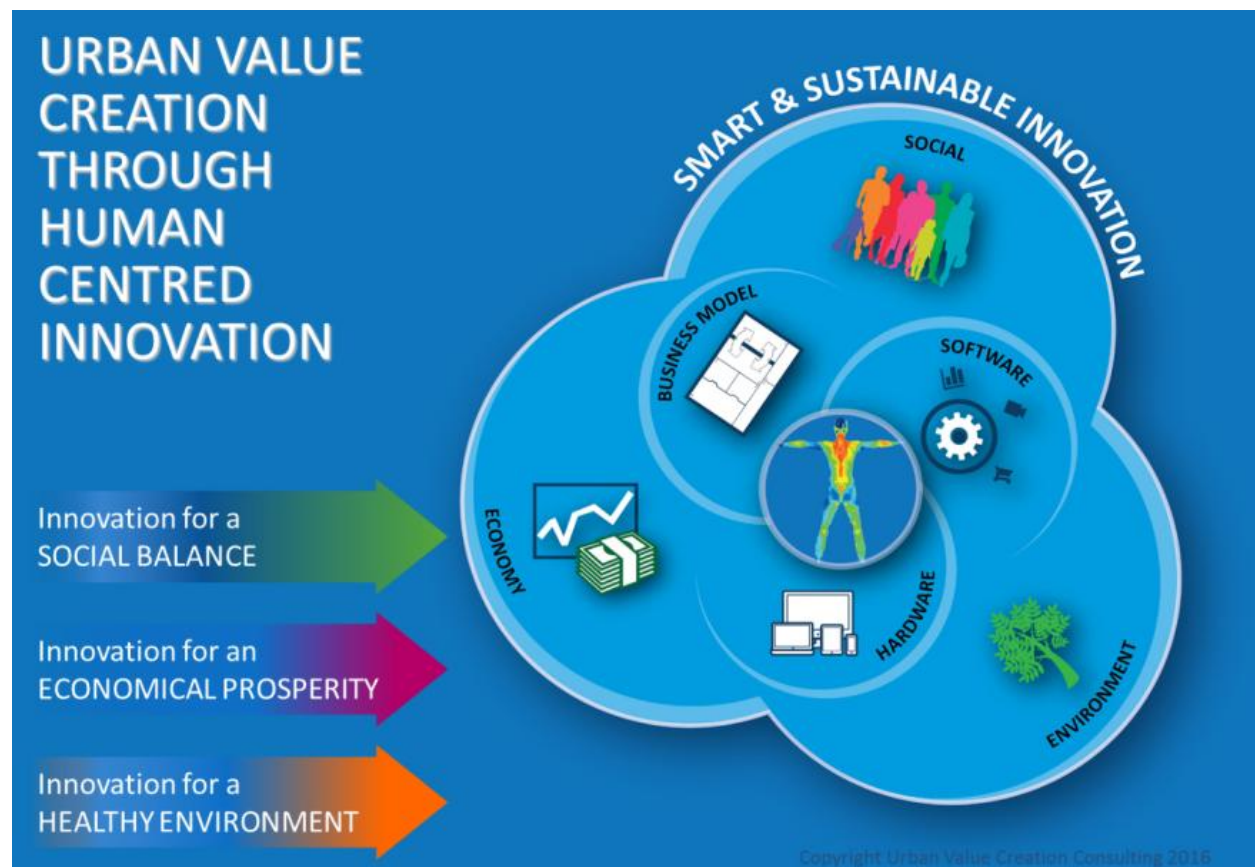 URBAN VALUE
CREATION
THROUGH
HUMAN
CENTRED
INNOVATION
SMART & SUSTAINABLE INNOVATION
SOCIAL
BUSINESS MODEL
SOFTWARE
ECONOMY
HARDWARE
ENVIRONMENT
Innovation for a
SOCIAL BALANCE
Innovation for an
ECONOMICAL PROSPERITY
Innovation for a
HEALTHY ENVIRONMENT
Copyright Urban Value Creation Consulting 2016